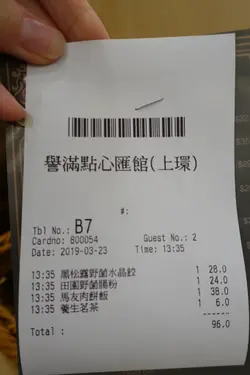 譽滿點心匯館(上環)
#:
Tbl No.: B7
Cardno: 800054 Guest No.: 2
Date: 2019-03-23 Time: 13:35
13:35 黑松露野菌水晶餃 1 28.0
13:35 田園野菌腸粉 1 24.0
13:35 馬友肉餅飯 1 38.0
13:35 養生茗茶 1 6.0
Total: 96.0